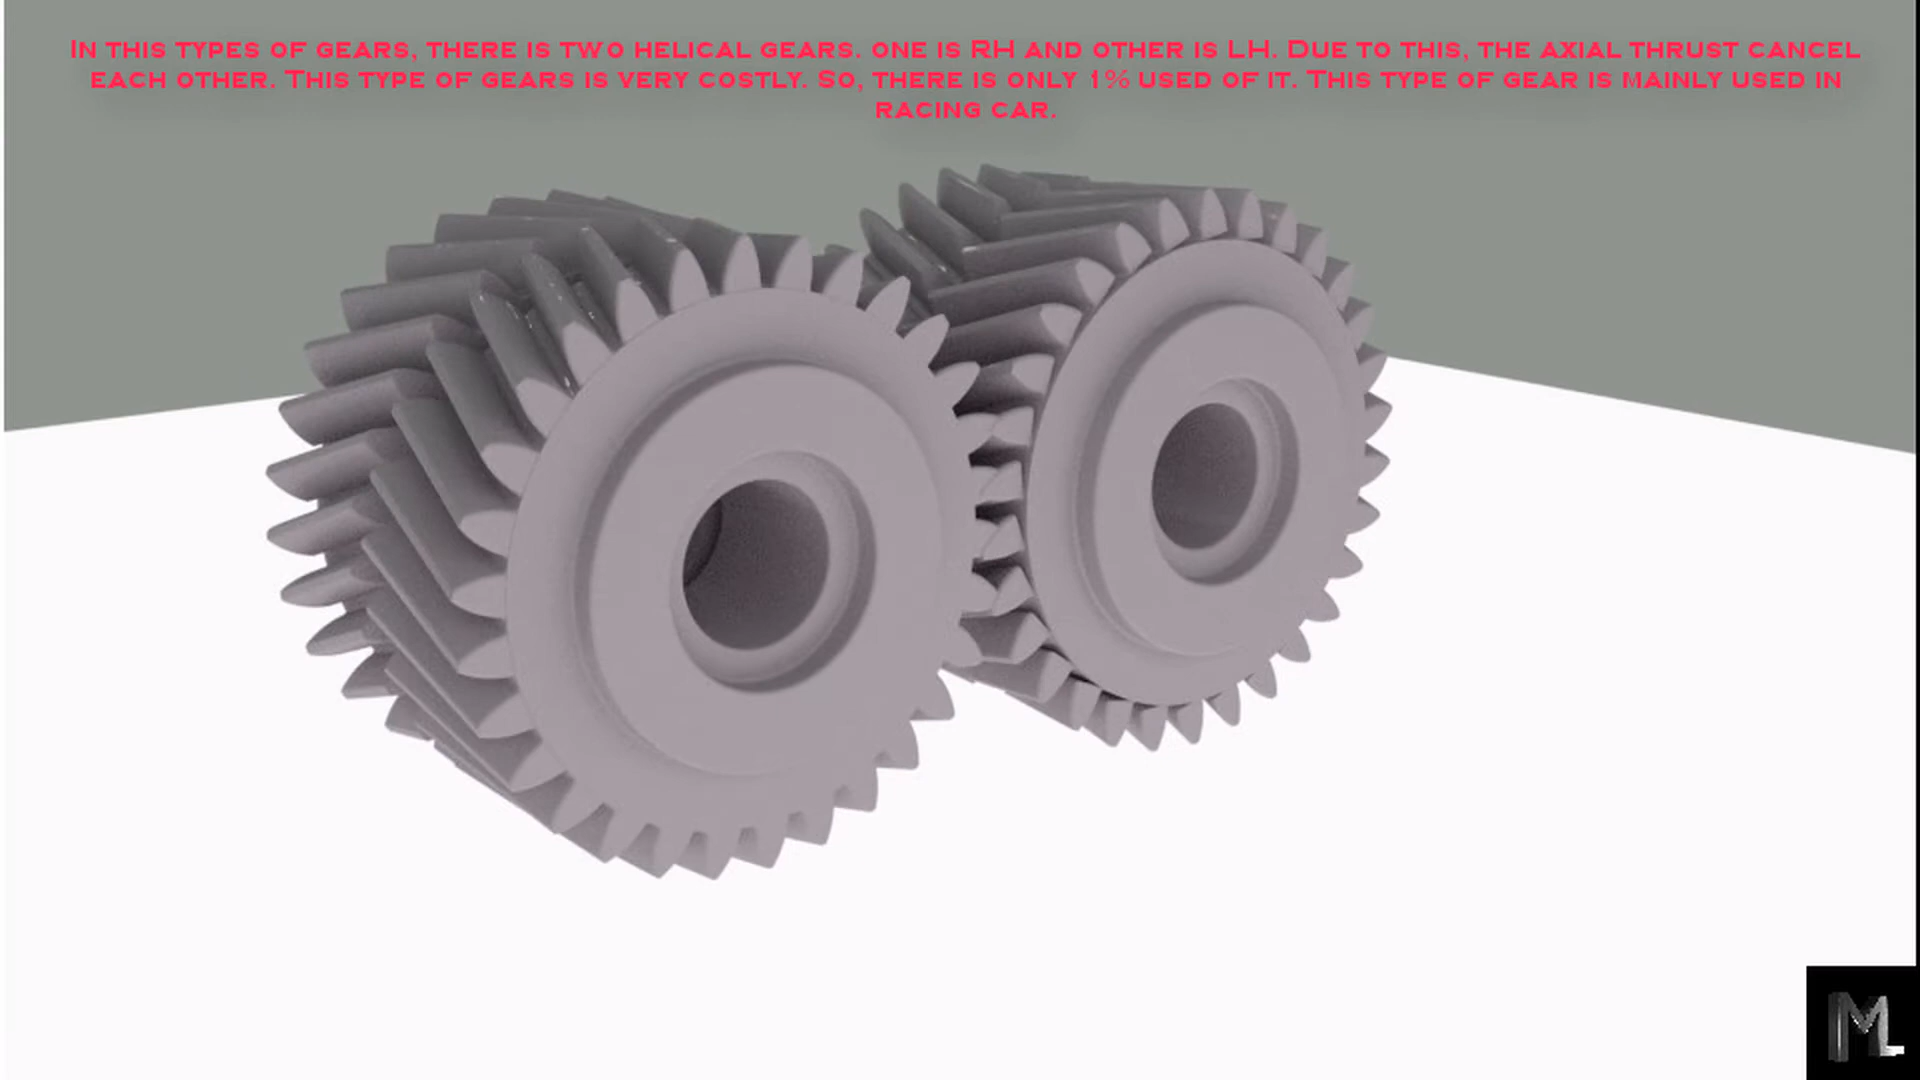 In this types of gears, there is two helical gears. one is RH and other is LH. Due to this, the axial thrust cancel
each other. This type of gears is very costly. So, there is only 1% used of it. This type of gear is mainly used in
racing car.
ML